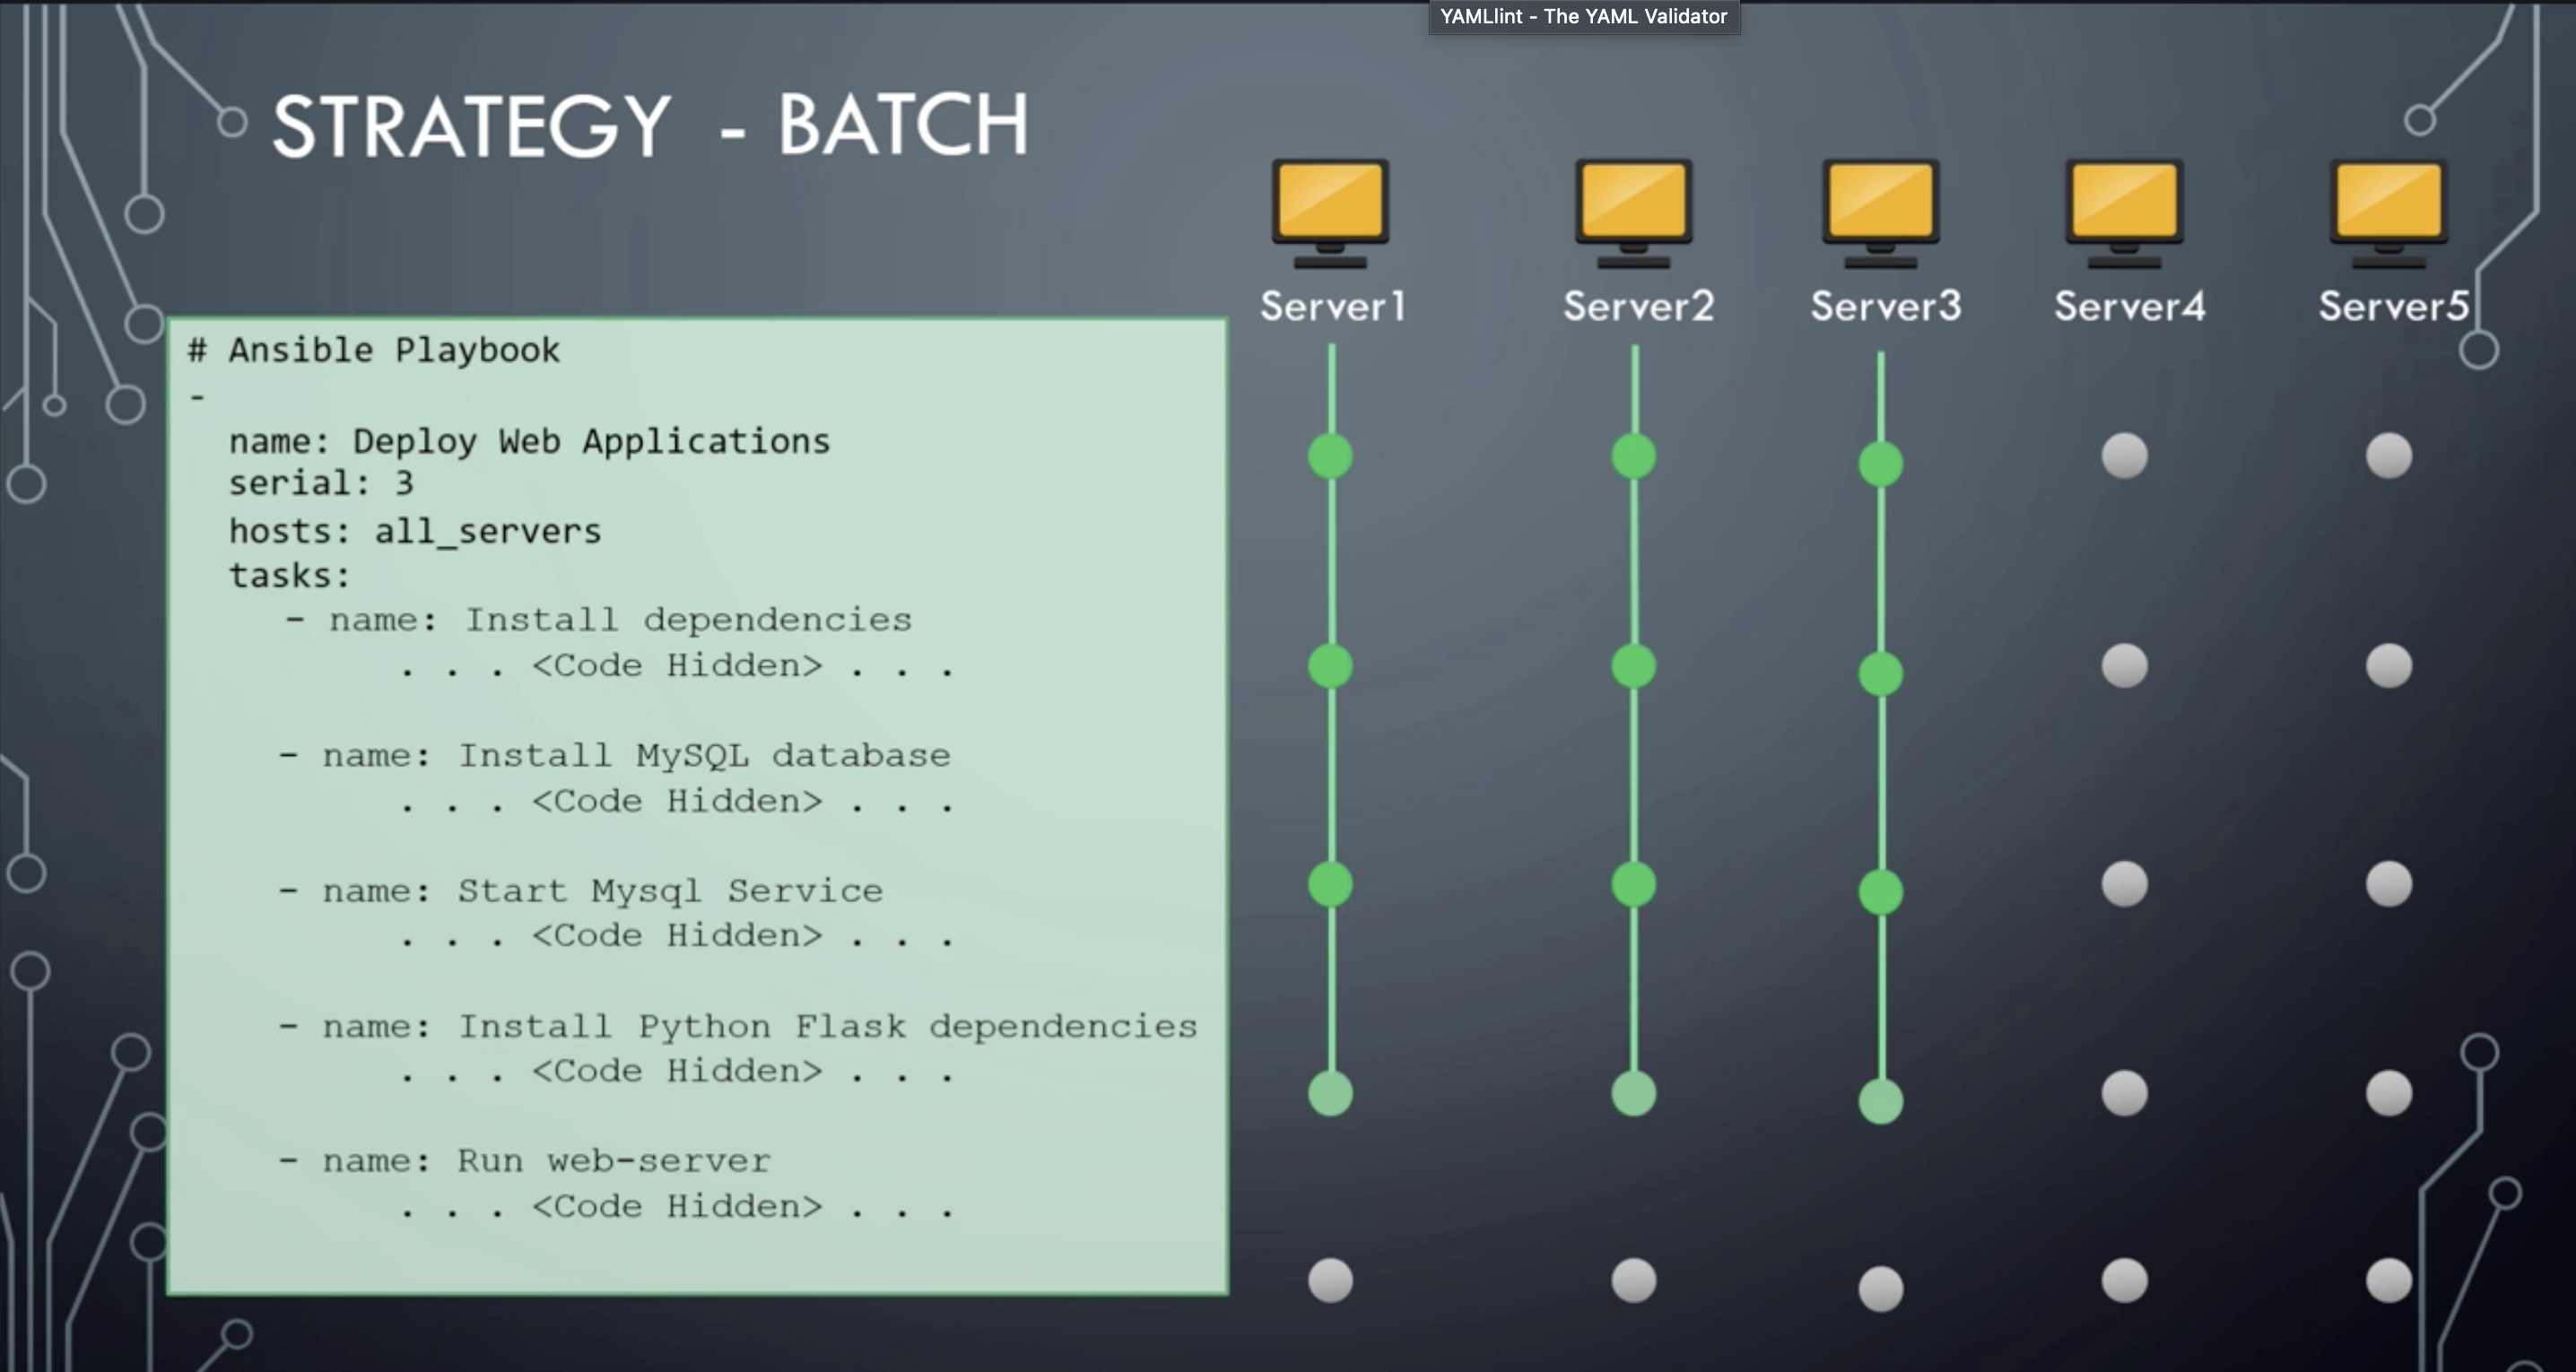 YAMLlint - The YAML Validator
STRATEGY - BATCH
Server1 Server2 Server3 Server4 Server5
# Ansible Playbook
-
name: Deploy Web Applications
serial: 3
hosts: all_servers
tasks:
- name: Install dependencies
. . . <Code Hidden> . . .
- name: Install MySQL database
. . . <Code Hidden> . . .
- name: Start Mysql Service
. . . <Code Hidden> . . .
- name: Install Python Flask dependencies
. . . <Code Hidden> . . .
- name: Run web-server
. . . <Code Hidden> . . .